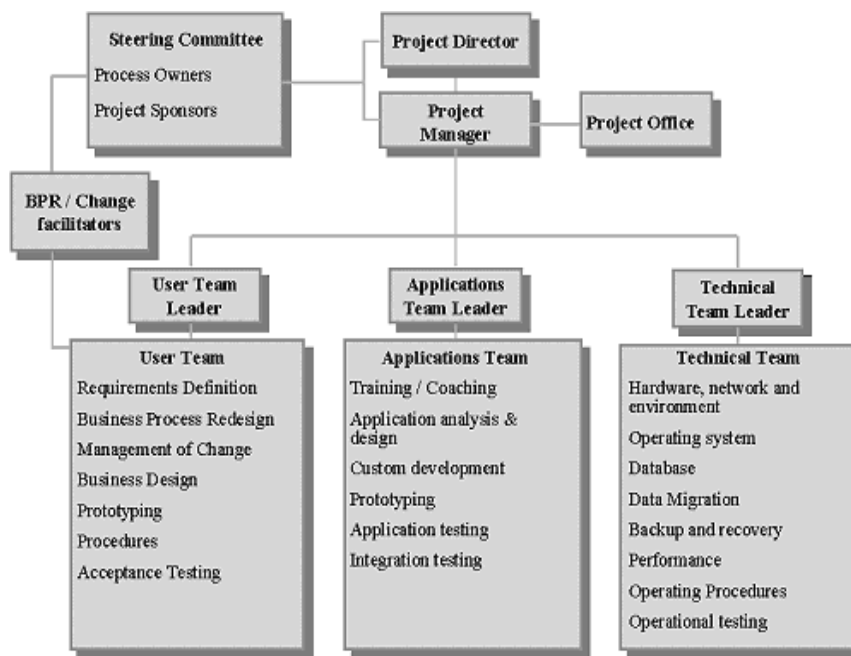 Steering Committee
Process Owners
Project Sponsors
Project Director
Project
Manager
Project Office
BPR / Change
facilitators
User Team
Leader
Applications
Team Leader
Technical
Team Leader
User Team
Requirements Definition
Business Process Redesign
Management of Change
Business Design
Prototyping
Procedures
Acceptance Testing
Applications Team
Training / Coaching
Application analysis &
design
Custom development
Prototyping
Application testing
Integration testing
Technical Team
Hardware, network and
environment
Operating system
Database
Data Migration
Backup and recovery
Performance
Operating Procedures
Operational testing